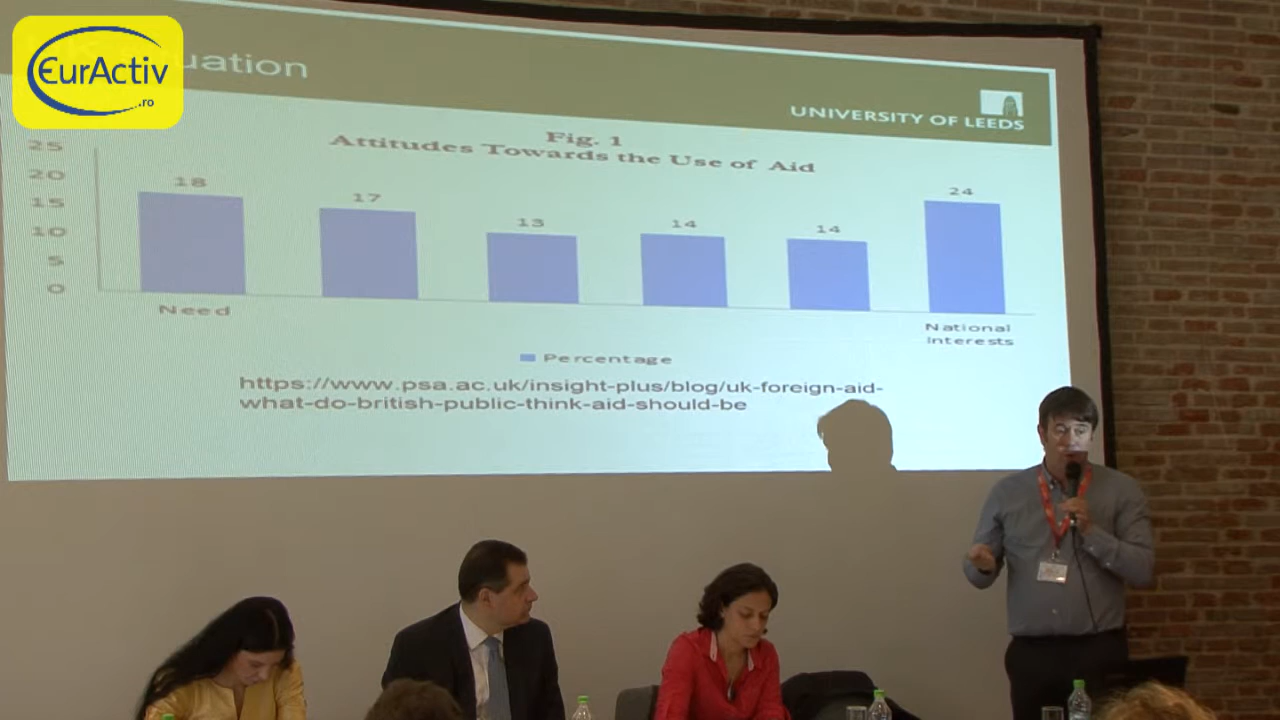 EurActiv
.ro
uation
UNIVERSITY OF LEEDS
Fig. 1
Attitudes Towards the Use of Aid
25
20
15
10
5
0
18
17
13
14
14
24
Need
National
Interests
Percentage
https://www.psa.ac.uk/insight-plus/blog/uk-foreign-aid-
what-do-british-public-think-aid-should-be